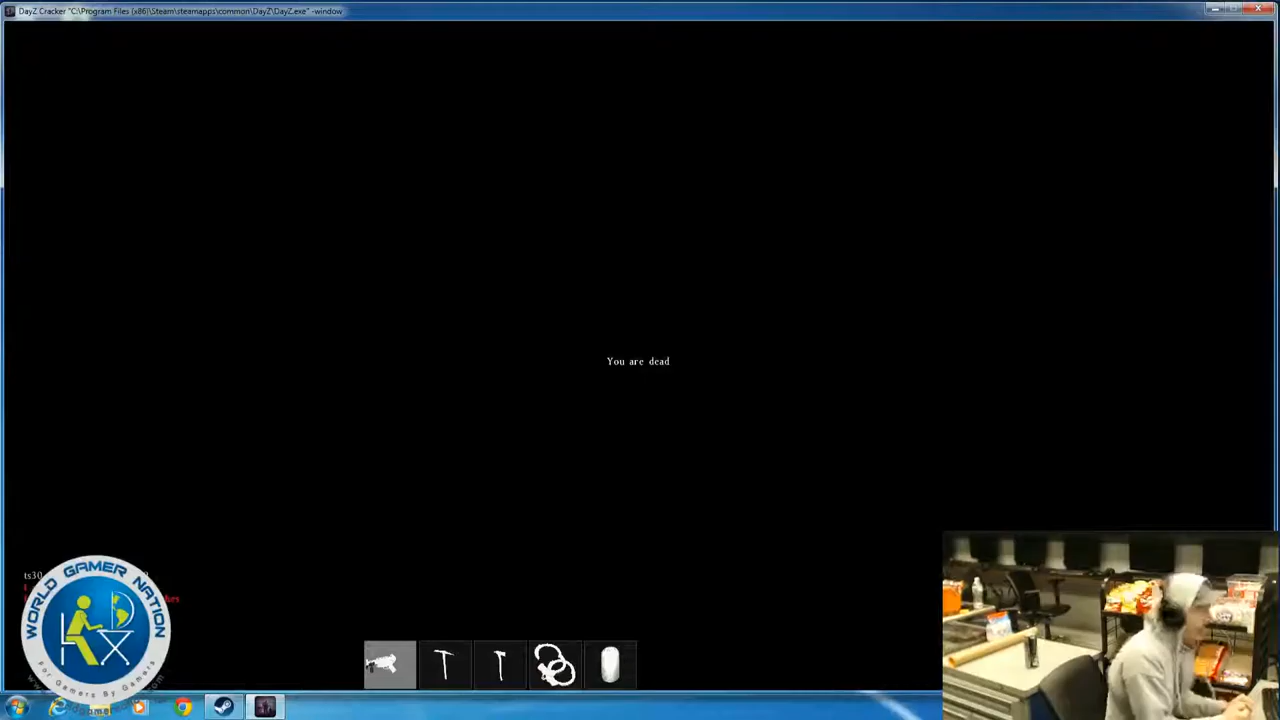 DayZ Cracker "C:\Program Files (x86)\Steam\steamapps\common\DayZ\DayZ.exe" -window
You are dead
WORLD GAMER NATION
For Gamers By Gamers